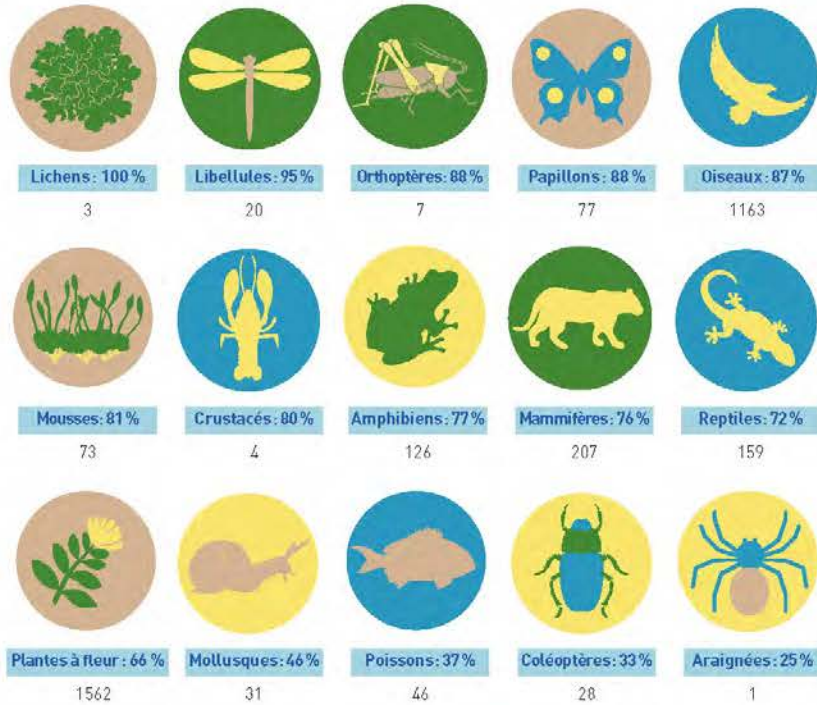 Lichens: 100 %
Libellules: 95 %
Orthoptères: 88 %
Papillons: 88 %
Oiseaux: 87 %
3
20
7
77
1163
Mousses: 81 %
Crustacés: 80 %
Amphibiens: 77 %
Mammifères: 76 %
Reptiles: 72 %
73
4
126
207
159
Plantes à fleur: 66 %
Mollusques: 46 %
Poissons: 37 %
Coléoptères: 33 %
Araignées: 25 %
1562
31
46
28
1